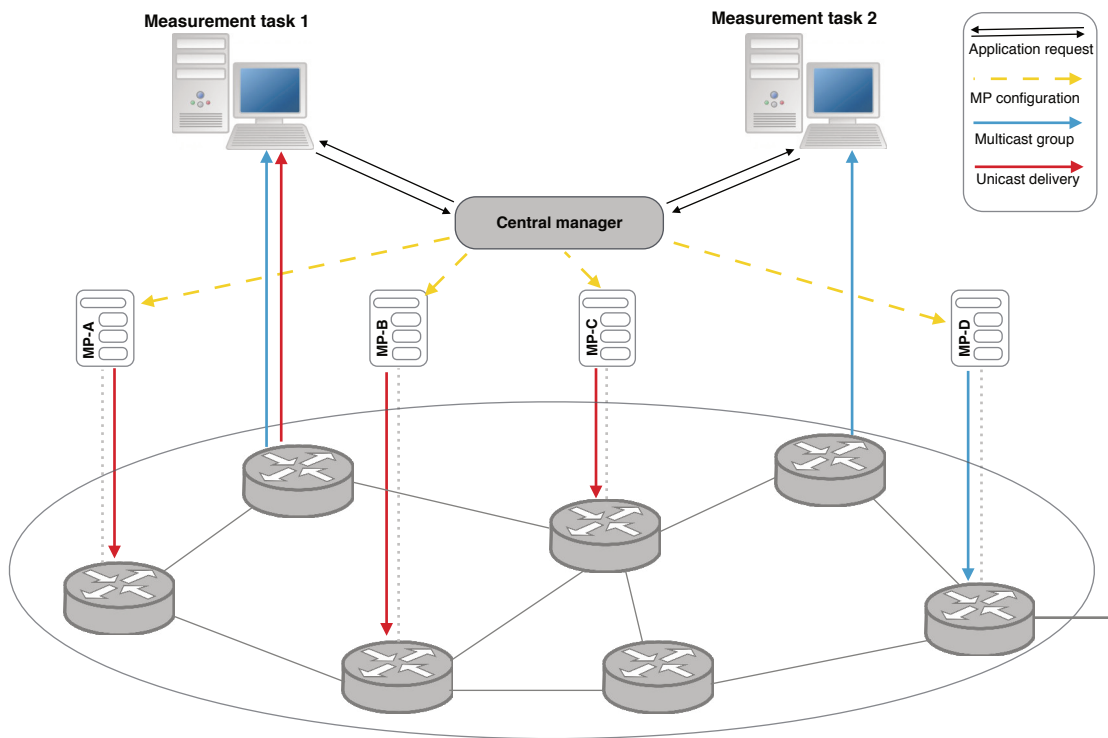 Measurement task 1
Measurement task 2
Application request
MP configuration
Multicast group
Unicast delivery
Central manager
MP-A
MP-B
MP-C
MP-D